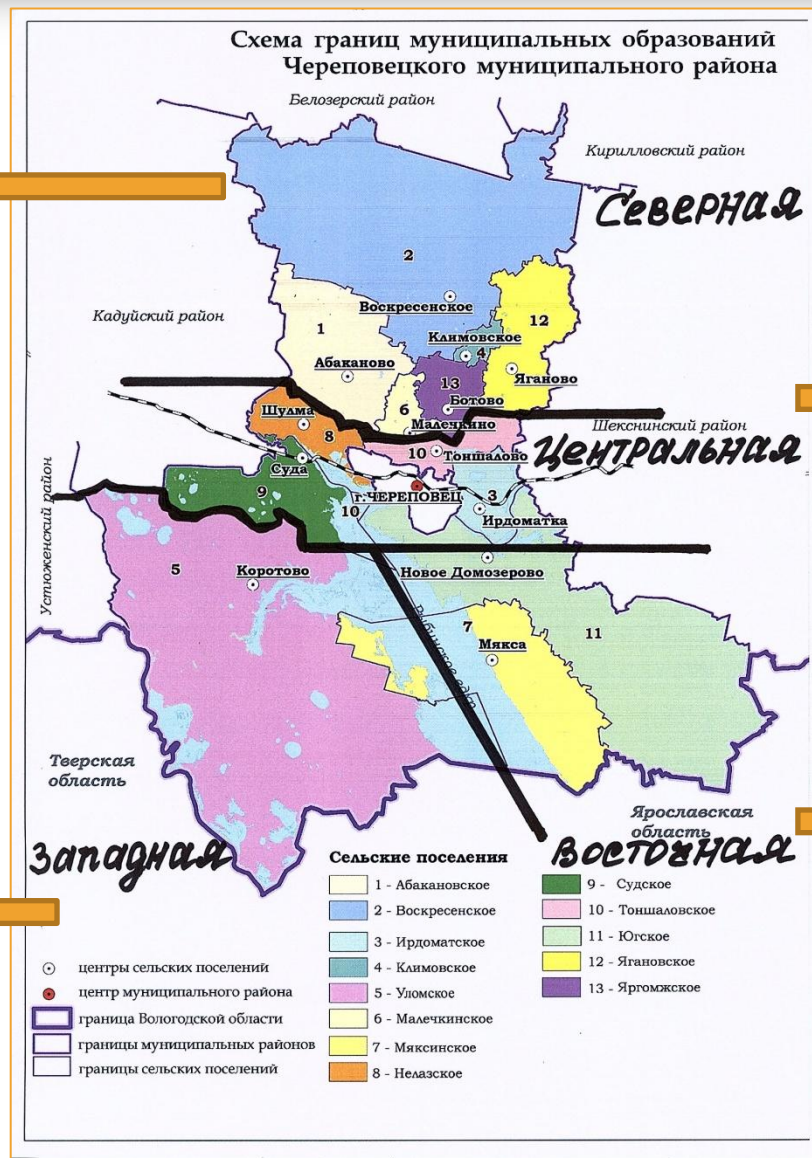 Схема границ муниципальных образований
Череповецкого муниципального района
Белозерский район
Кирилловский район
Северная
2
Воскресенское
Кадуйский район
1
12
Климовское
4
Абаканово
13
Яганово
Ботово
6
Шулма
Малечкино
Шекснинский район
8
10
Тоншалово
Центральная
Суда
г.ЧЕРЕПОВЕЦ
9
3
10
Ирдоматка
Устюженский район
5
Коротово
Новое Домозерово
Рыбинское вдхр.
7
11
Мякса
Тверская
область
Ярославская
область
Западная
Восточная
Сельские поселения
1 - Абакановское
2 - Воскресенское
3 - Ирдоматское
4 - Климовское
5 - Уломское
6 - Малечкинское
7 - Мяксинское
8 - Нелазское
9 - Судское
10 - Тоншаловское
11 - Югское
12 - Ягановское
13 - Яргомжское
центры сельских поселений
центр муниципального района
граница Вологодской области
границы муниципальных районов
границы сельских поселений